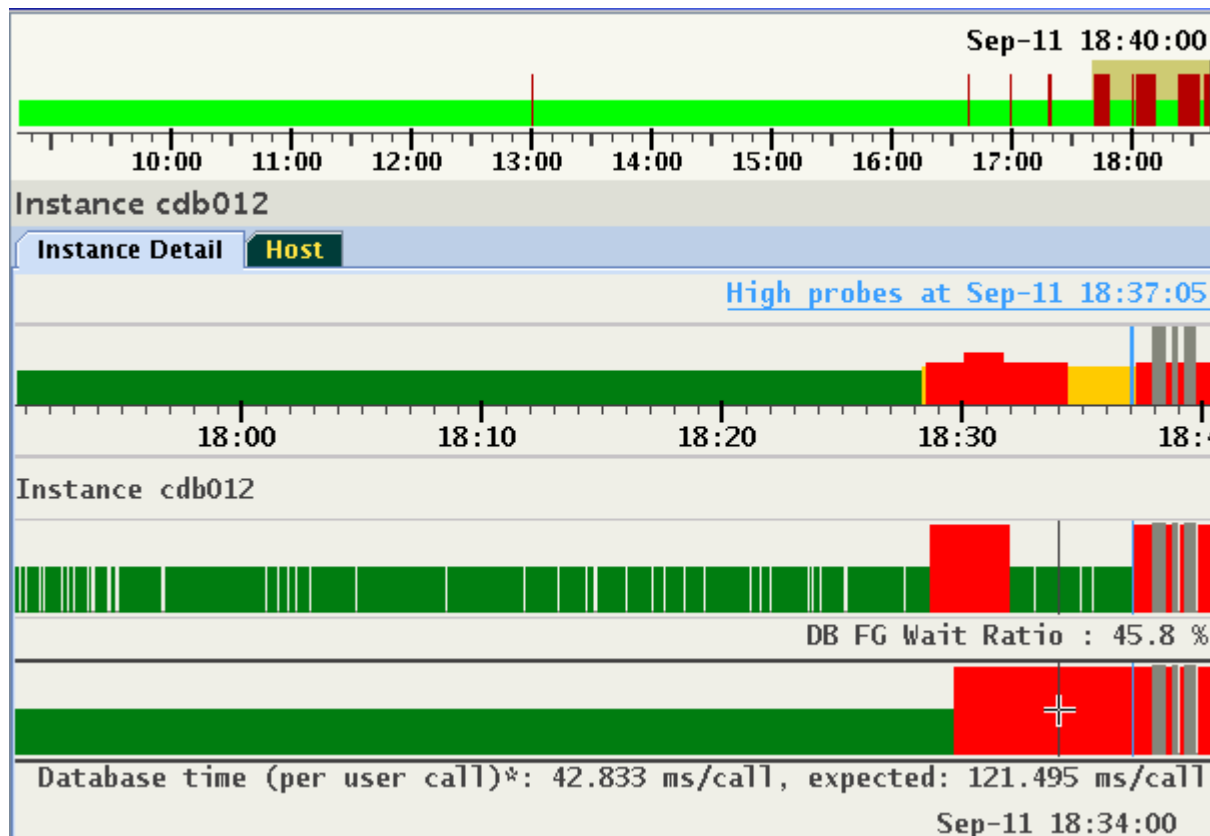 Sep-11 18:40:00
10:00 11:00 12:00 13:00 14:00 15:00 16:00 17:00 18:00
Instance cdb012
Instance Detail Host
High probes at Sep-11 18:37:05
18:00 18:10 18:20 18:30 18:4
Instance cdb012
DB FG Wait Ratio : 45.8 %
Database time (per user call)*: 42.833 ms/call, expected: 121.495 ms/call
Sep-11 18:34:00